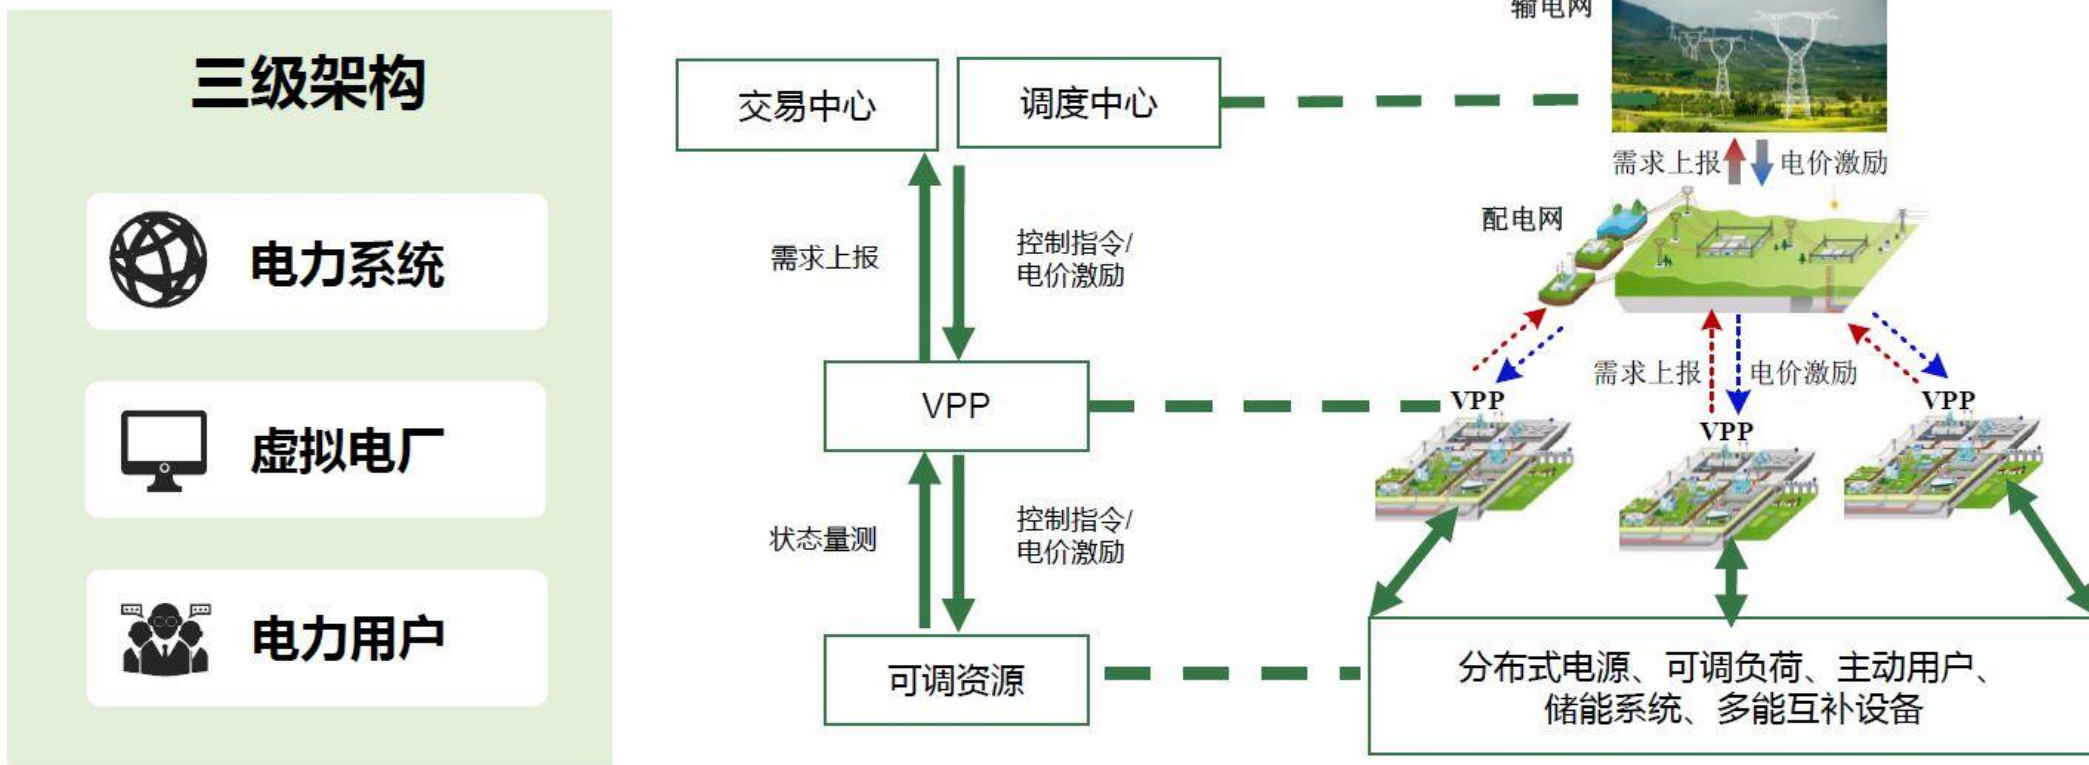 三级架构
电力系统
虚拟电厂
电力用户
交易中心
调度中心
需求上报
控制指令/
电价激励
VPP
状态量测
控制指令/
电价激励
可调资源
输电网
需求上报
电价激励
配电网
需求上报
电价激励
VPP
VPP
VPP
分布式电源、可调负荷、主动用户、
储能系统、多能互补设备